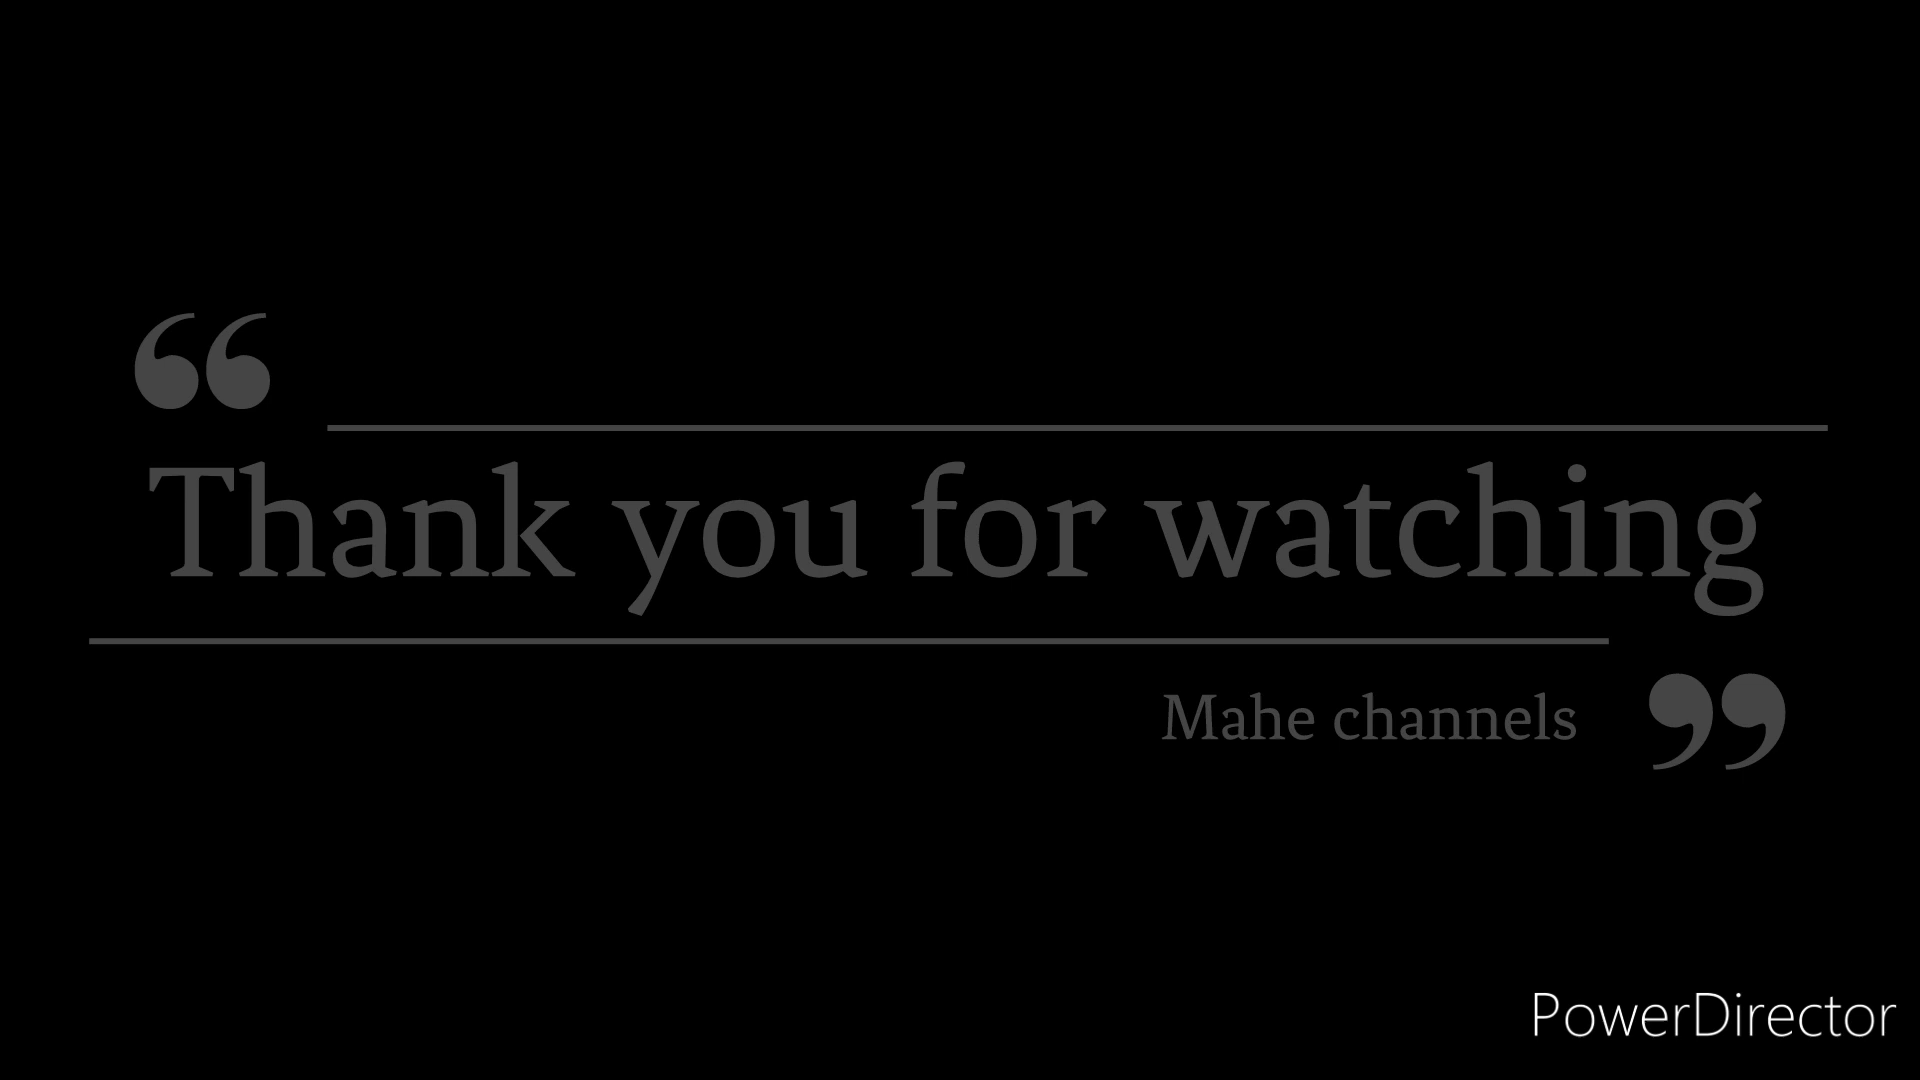 “
Thank you for watching
Mahe channels ”
PowerDirector